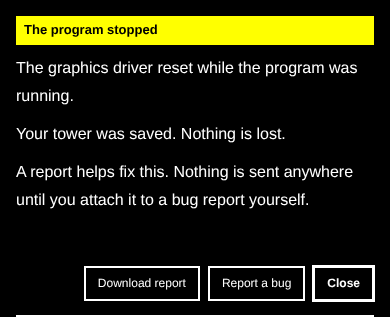 The program stopped
The graphics driver reset while the program was
running.
Your tower was saved. Nothing is lost.
A report helps fix this. Nothing is sent anywhere
until you attach it to a bug report yourself.
Download report
Report a bug
Close